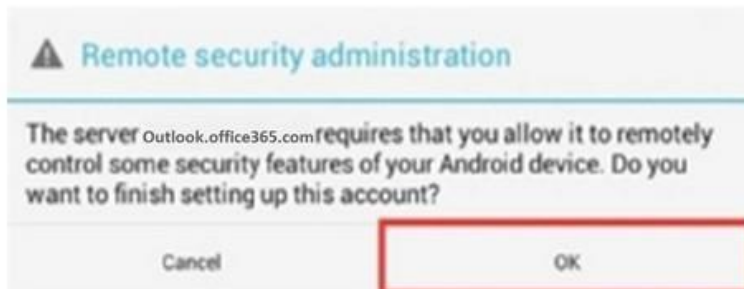 Remote security administration
The server Outlook.office365.com requires that you allow it to remotely
control some security features of your Android device. Do you
want to finish setting up this account?
Cancel OK